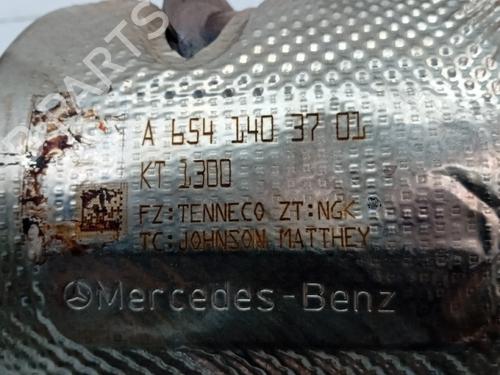 A 654 140 37 01
KT 1300
FZ:TENNECO ZT:NGK
TC:JOHNSON MATTHEY
Mercedes-Benz